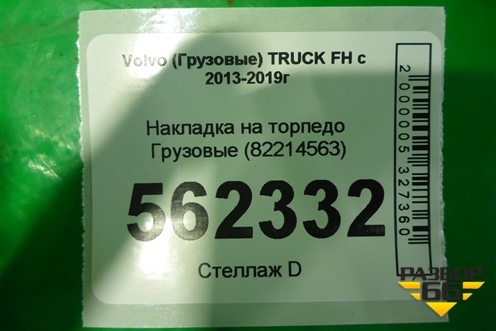 Volvo (Грузовые) TRUCK FH с
2013-2019г
Накладка на торпедо
Грузовые (82214563)
562332
Стеллаж D
2000005327360
РАЗБОР
66